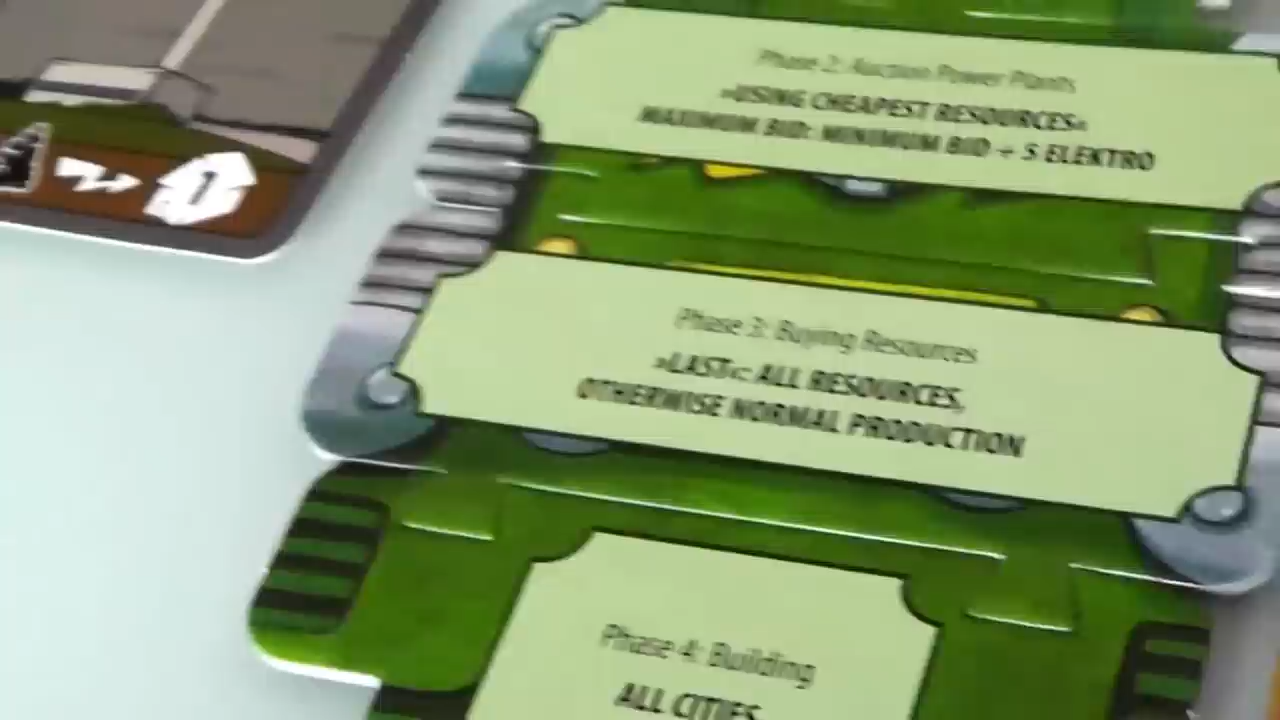 Phase 2: Auction Power Plants
»USING CHEAPEST RESOURCES«
MAXIMUM BID: MINIMUM BID + 5 ELEKTRO
1
Phase 3: Buying Resources
»LAST«: ALL RESOURCES,
OTHERWISE NORMAL PRODUCTION
Phase 4: Building
ALL CITIES